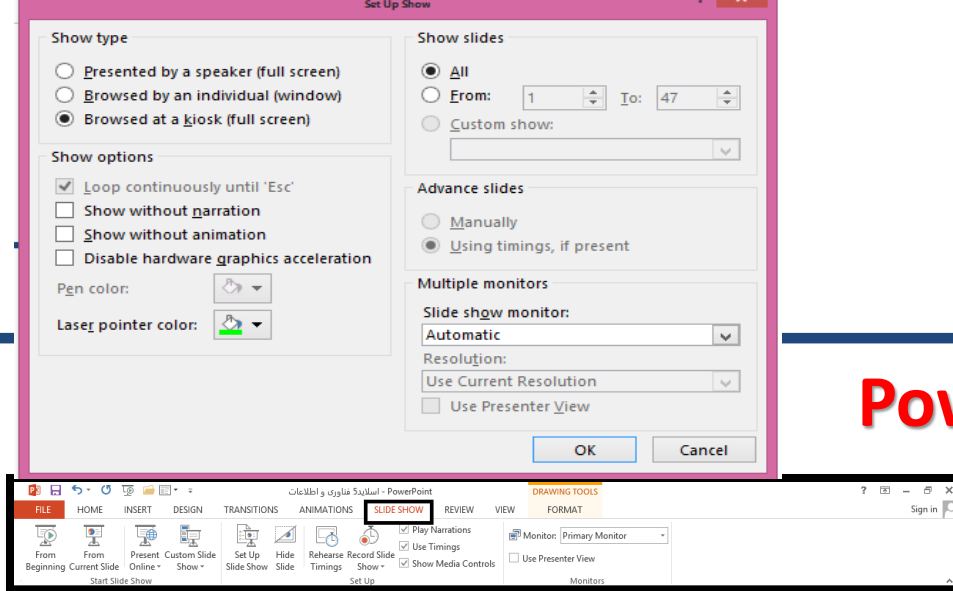 Set Up Show
Show type
Presented by a speaker (full screen)
Browsed by an individual (window)
Browsed at a kiosk (full screen)
Show options
Loop continuously until 'Esc'
Show without narration
Show without animation
Disable hardware graphics acceleration
Pen color:
Laser pointer color:
Show slides
All
From: 1 To: 47
Custom show:
Advance slides
Manually
Using timings, if present
Multiple monitors
Slide show monitor:
Automatic
Resolution:
Use Current Resolution
Use Presenter View
OK Cancel
Pow
اسلاید5 فناوری و اطلاعات - PowerPoint
DRAWING TOOLS
?
FILE HOME INSERT DESIGN TRANSITIONS ANIMATIONS SLIDE SHOW REVIEW VIEW FORMAT Sign in
From Beginning
From Current Slide
Present Online
Custom Slide Show
Start Slide Show
Set Up Slide Show
Hide Slide
Rehearse Timings
Record Slide Show
Play Narrations
Use Timings
Show Media Controls
Set Up
Monitor: Primary Monitor
Use Presenter View
Monitors